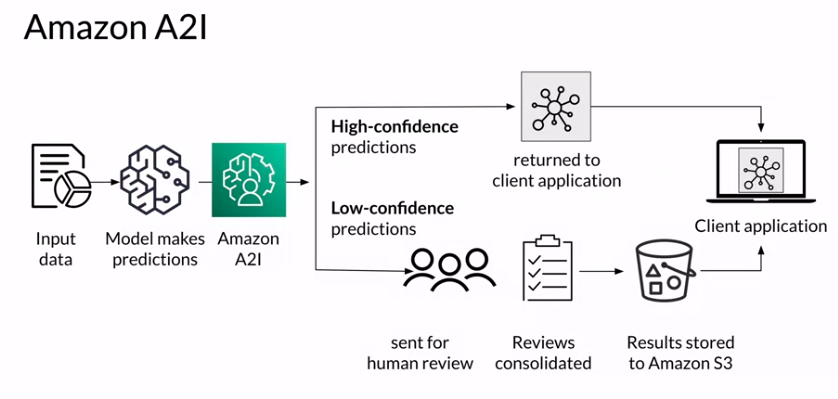 Amazon A2I
High-confidence
predictions
returned to
client application
Low-confidence
predictions
Client application
Input
data
Model makes
predictions
Amazon
A2I
sent for
human review
Reviews
consolidated
Results stored
to Amazon S3